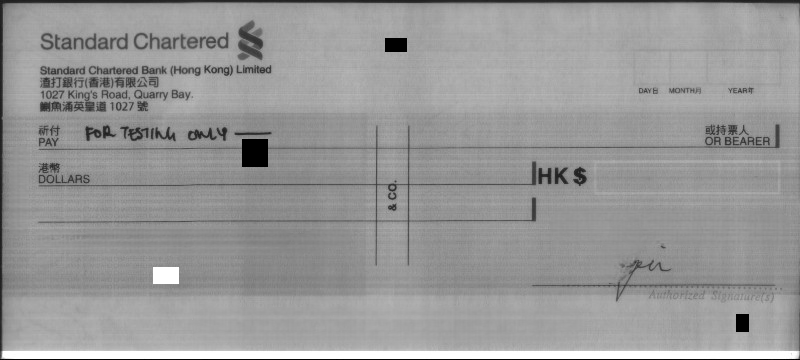 Standard Chartered
Standard Chartered Bank (Hong Kong) Limited
渣打銀行(香港)有限公司
1027 King's Road, Quarry Bay.
鰂魚涌英皇道 1027 號
DAY日 MONTH月 YEAR年
祈付
PAY FOR TESTING ONLY
或持票人
OR BEARER
港幣
DOLLARS
HK $
& CO.
Authorized Signature(s)